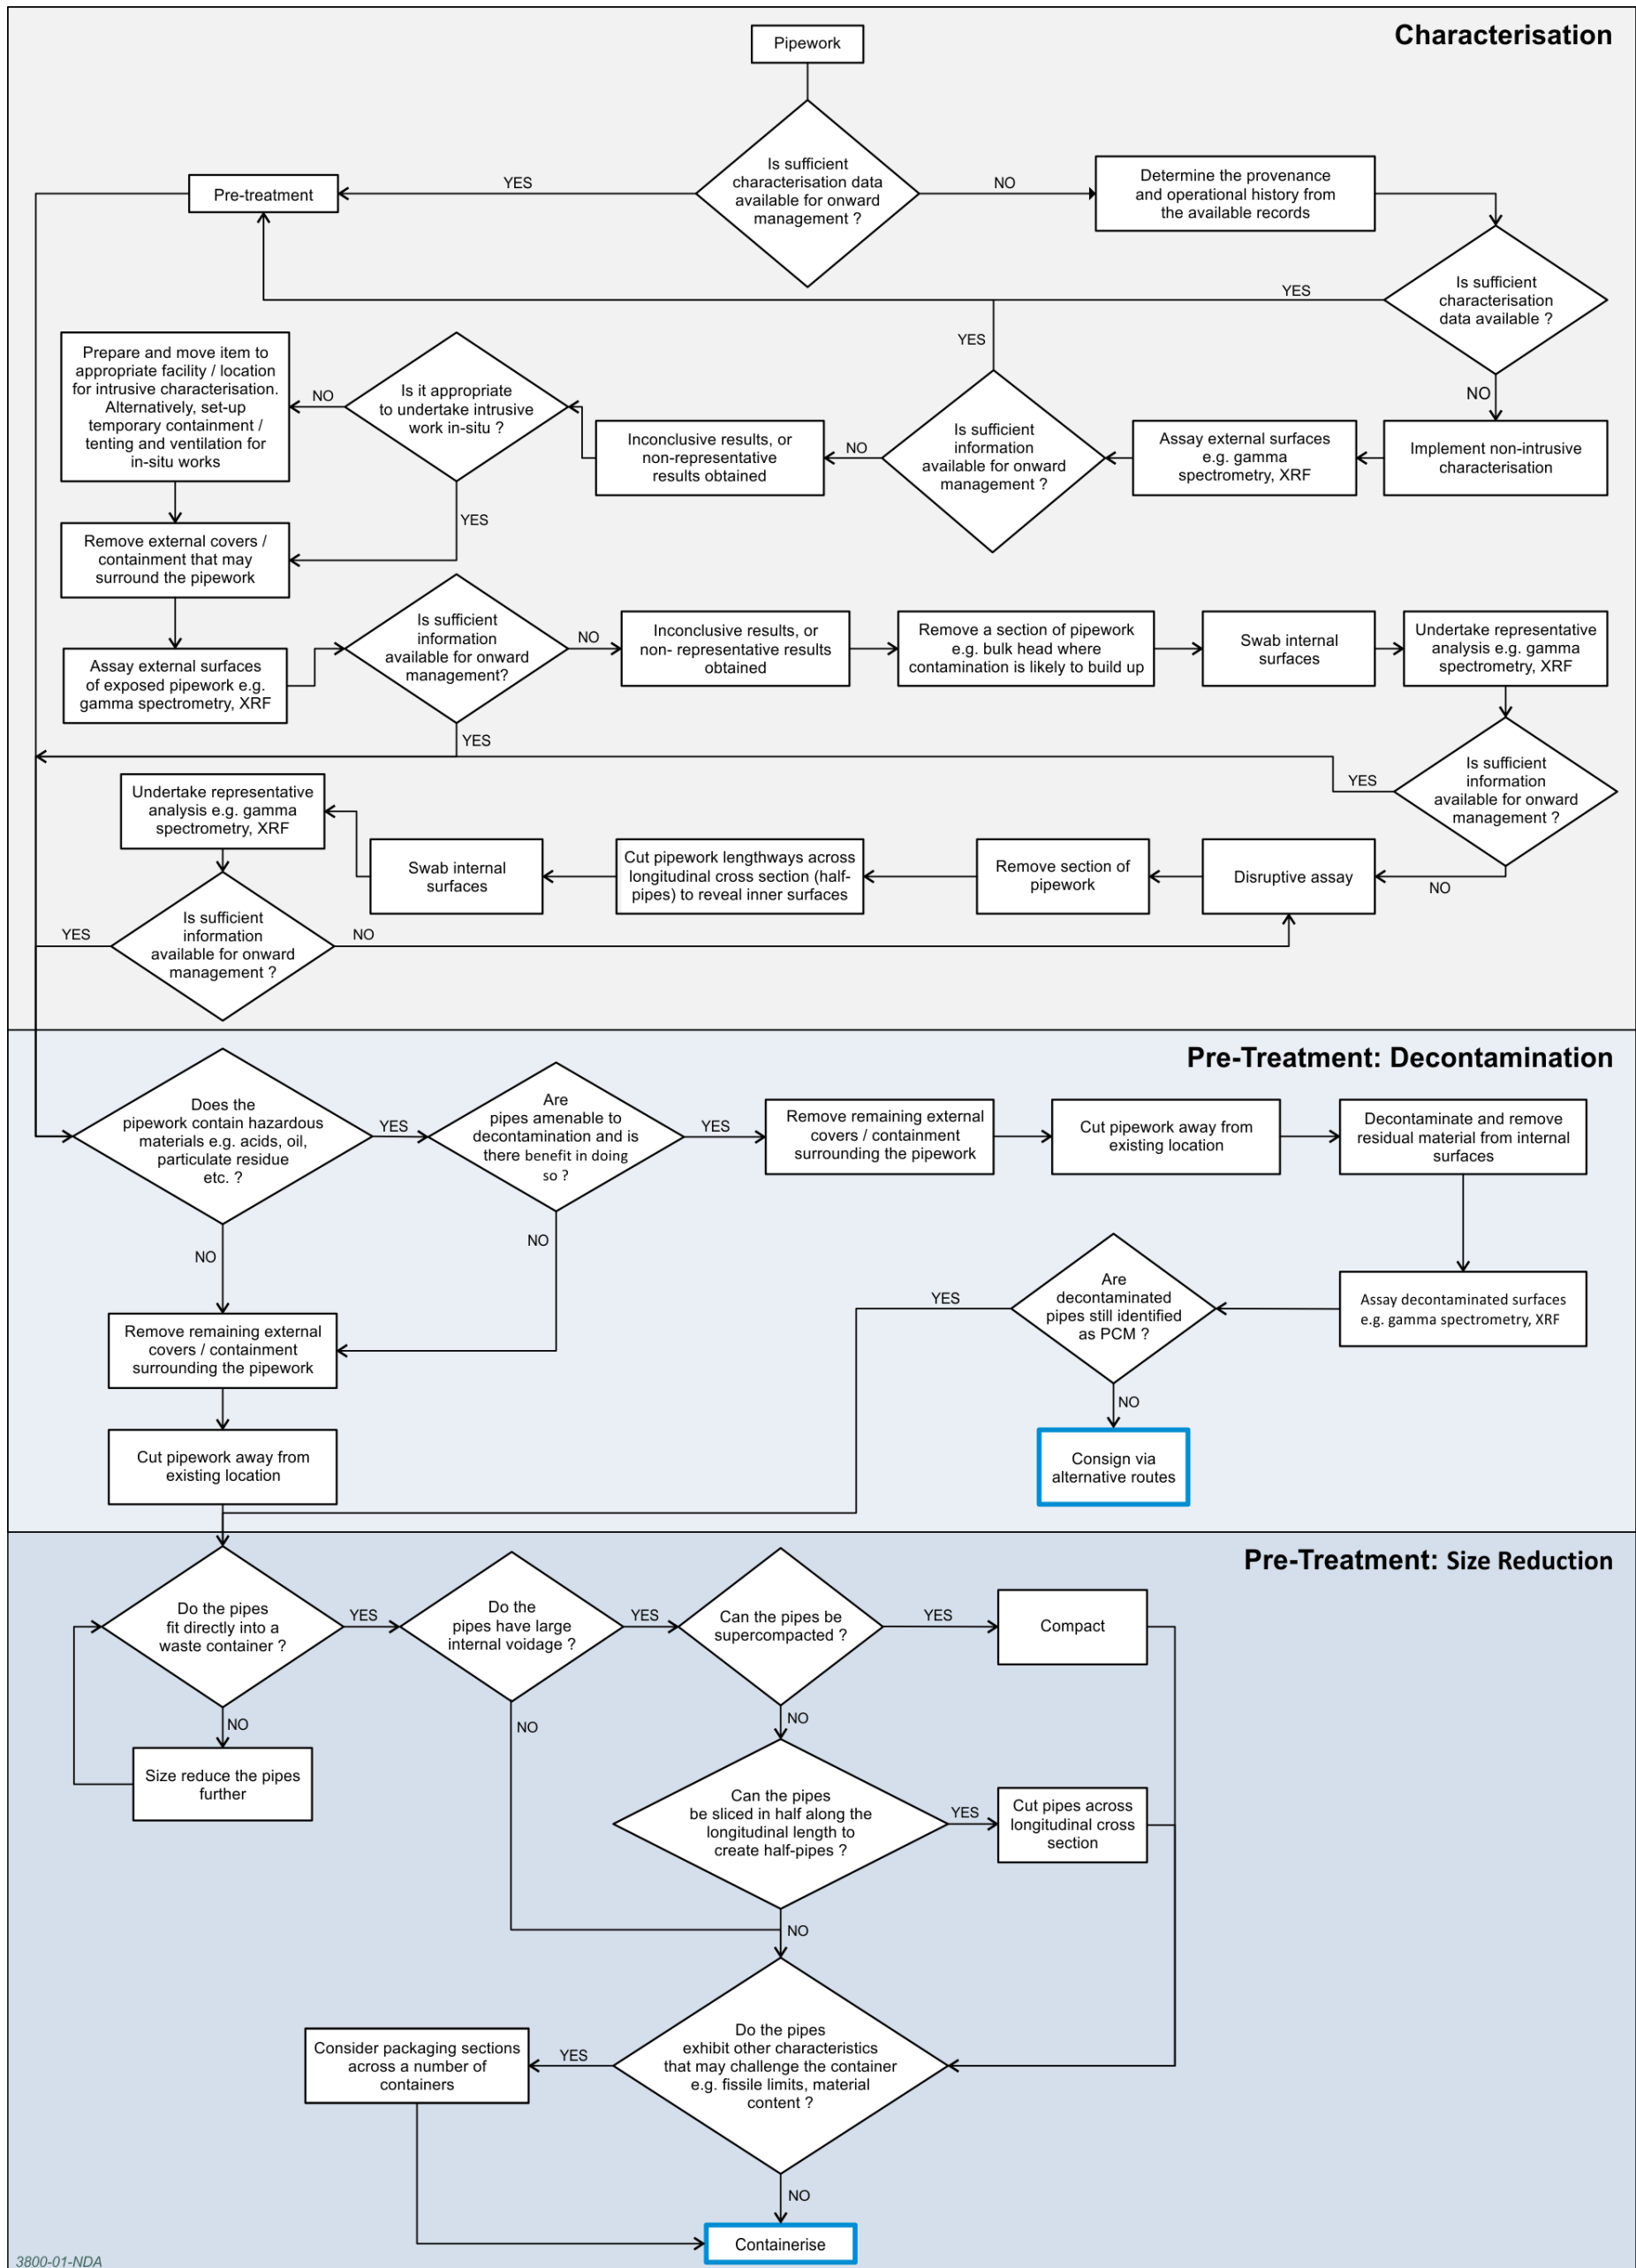 Characterisation
Pipework
Is sufficient
characterisation data
available for onward
management ?
YES
NO
Pre-treatment
Determine the provenance
and operational history from
the available records
Is sufficient
characterisation
data available ?
YES
NO
Implement non-intrusive
characterisation
Assay external surfaces
e.g. gamma
spectrometry, XRF
Is sufficient
information
available for onward
management ?
YES
NO
Inconclusive results, or
non-representative
results obtained
Is it appropriate
to undertake intrusive
work in-situ ?
NO
YES
Prepare and move item to
appropriate facility / location
for intrusive characterisation.
Alternatively, set-up
temporary containment /
tenting and ventilation for
in-situ works
Remove external covers /
containment that may
surround the pipework
Assay external surfaces
of exposed pipework e.g.
gamma spectrometry, XRF
Is sufficient
information
available for onward
management?
NO
YES
Inconclusive results, or
non- representative results
obtained
Remove a section of pipework
e.g. bulk head where
contamination is likely to build up
Swab internal
surfaces
Undertake representative
analysis e.g. gamma
spectrometry, XRF
Is sufficient
information
available for onward
management ?
YES
NO
Disruptive assay
Remove section of
pipework
Cut pipework lengthways across
longitudinal cross section (half-
pipes) to reveal inner surfaces
Swab internal
surfaces
Undertake representative
analysis e.g. gamma
spectrometry, XRF
Is sufficient
information
available for onward
management ?
YES
NO
Pre-Treatment: Decontamination
Does the
pipework contain hazardous
materials e.g. acids, oil,
particulate residue
etc. ?
YES
NO
Are
pipes amenable to
decontamination and is
there benefit in doing
so ?
YES
NO
Remove remaining external
covers / containment
surrounding the pipework
Cut pipework away from
existing location
Decontaminate and remove
residual material from internal
surfaces
Assay decontaminated surfaces
e.g. gamma spectrometry, XRF
Are
decontaminated
pipes still identified
as PCM ?
YES
NO
Consign via
alternative routes
Remove remaining external
covers / containment
surrounding the pipework
Cut pipework away from
existing location
Pre-Treatment: Size Reduction
Do the pipes
fit directly into a
waste container ?
YES
NO
Size reduce the pipes
further
Do the
pipes have large
internal voidage ?
YES
NO
Can the pipes be
supercompacted ?
YES
NO
Compact
Can the pipes
be sliced in half along the
longitudinal length to
create half-pipes ?
YES
NO
Cut pipes across
longitudinal cross
section
Do the pipes
exhibit other characteristics
that may challenge the container
e.g. fissile limits, material
content ?
YES
NO
Consider packaging sections
across a number of
containers
Containerise
3800-01-NDA